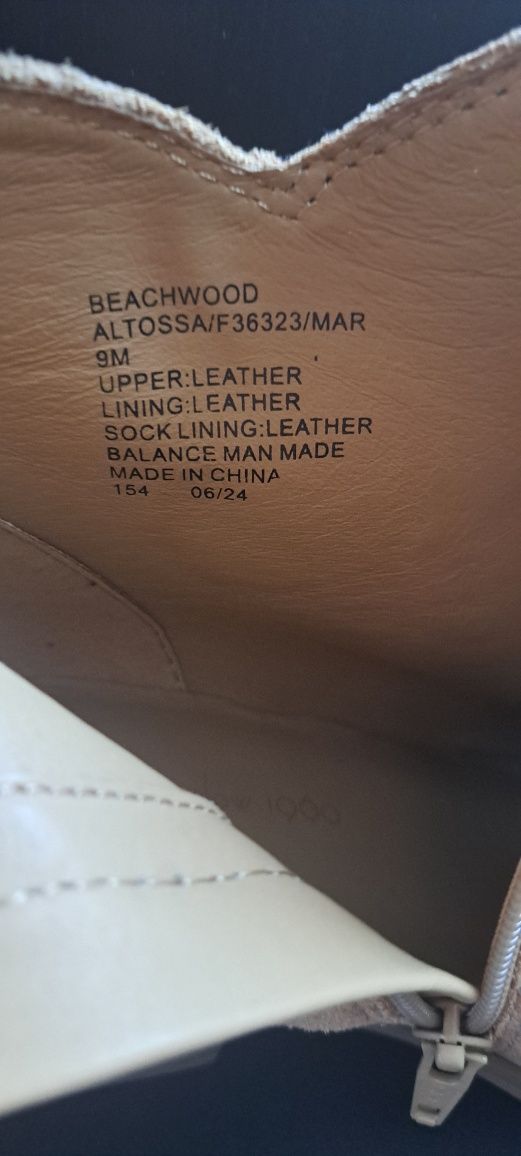 BEACHWOOD
ALTOSSA/F36323/MAR
9M
UPPER:LEATHER
LINING:LEATHER
SOCK LINING:LEATHER
BALANCE MAN MADE
MADE IN CHINA
154 06/24